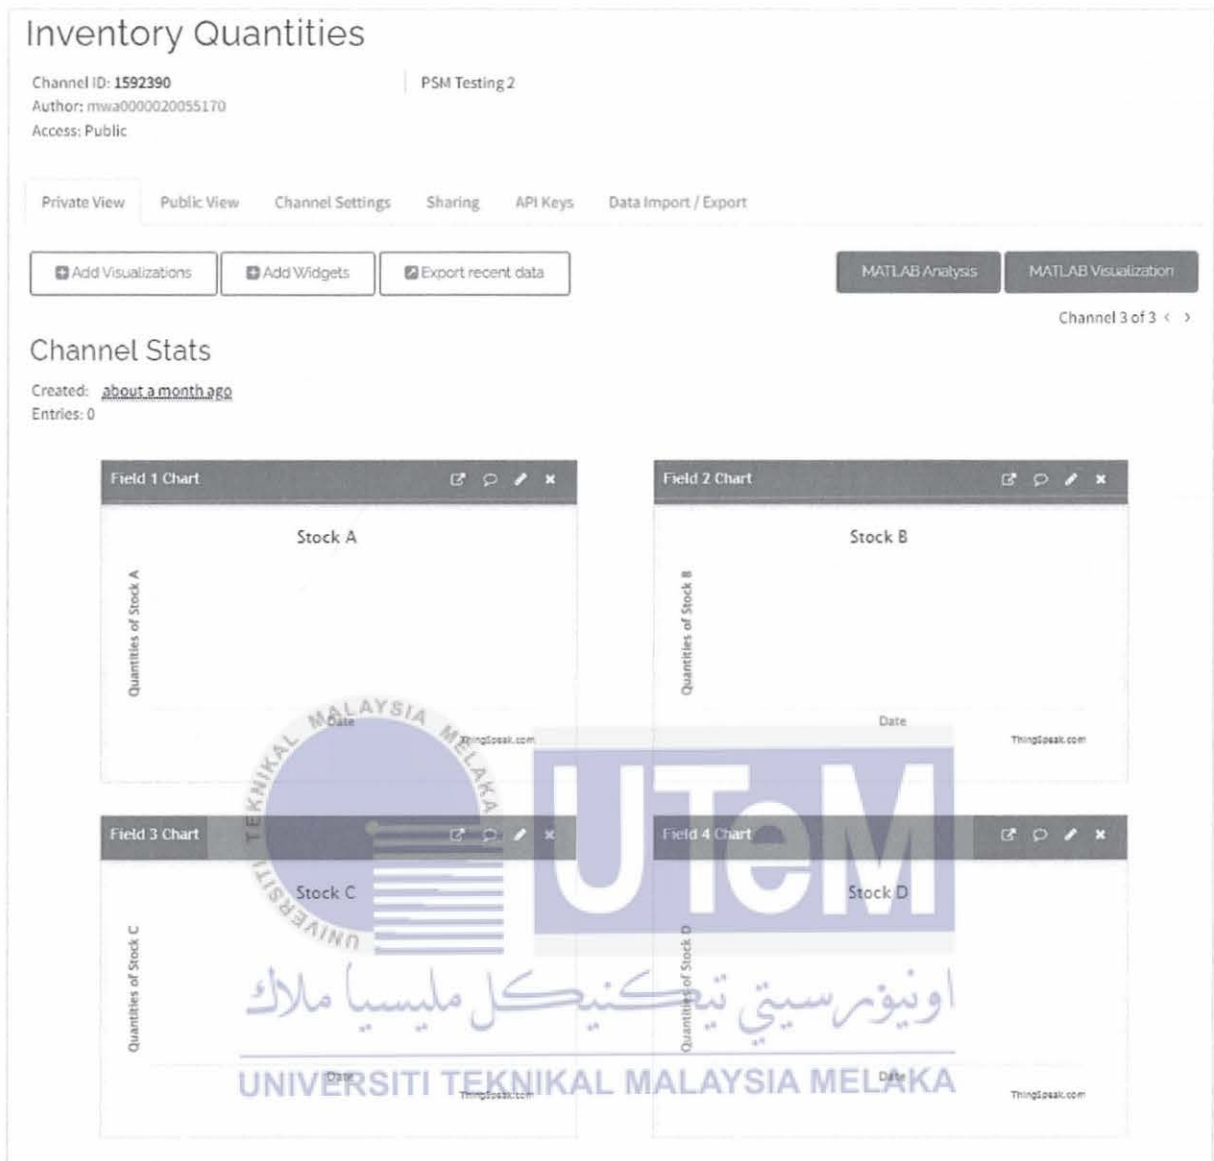 Inventory Quantities
Channel ID: 1592390
PSM Testing 2
Author: mwa0000020055170
Access: Public
Private View Public View Channel Settings Sharing API Keys Data Import / Export
Add Visualizations Add Widgets Export recent data MATLAB Analysis MATLAB Visualization
Channel 3 of 3 < >
Channel Stats
Created: about a month ago
Entries: 0
Field 1 Chart
Stock A
Quantities of Stock A
Date
ThingSpeak.com
Field 2 Chart
Stock B
Quantities of Stock B
Date
ThingSpeak.com
Field 3 Chart
Stock C
Quantities of Stock C
Date
ThingSpeak.com
Field 4 Chart
Stock D
Quantities of Stock D
Date
ThingSpeak.com
UNIVERSITI TEKNIKAL MALAYSIA MELAKA
UTeM
اونيۏرسيتي تيكنيكل مليسيا ملاك
UNIVERSITI TEKNIKAL MALAYSIA MELAKA